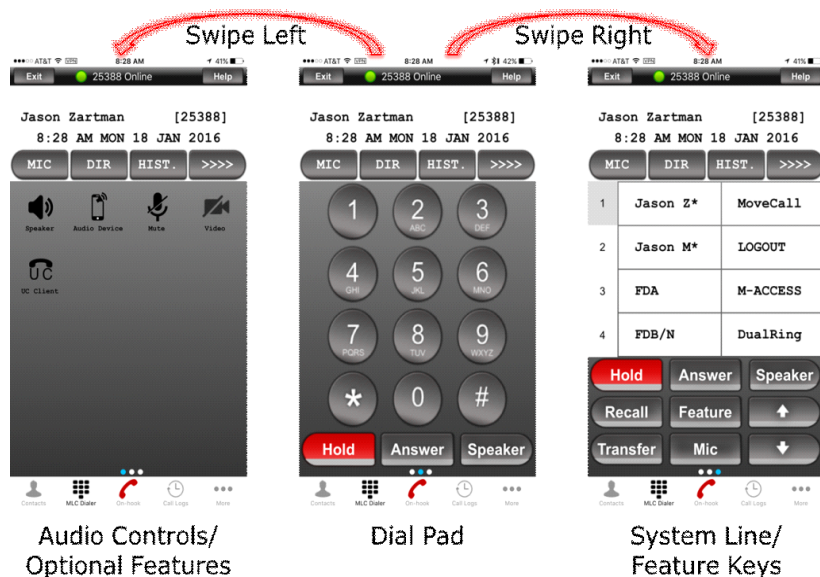 Swipe Left
Swipe Right
AT&T VPN 8:28 AM 41%
Exit 25388 Online Help
Jason Zartman [25388]
8:28 AM MON 18 JAN 2016
MIC DIR HIST. >>>>
Speaker Audio Device Mute Video
UC
UC Client
Contacts MLC Dialer On-hook Call Logs More
Audio Controls/
Optional Features
AT&T VPN 8:28 AM 42%
Exit 25388 Online Help
Jason Zartman [25388]
8:28 AM MON 18 JAN 2016
MIC DIR HIST. >>>>
1 2 3
ABC DEF
4 5 6
GHI JKL MNO
7 8 9
PQRS TUV WXYZ
* 0 #
Hold Answer Speaker
Contacts MLC Dialer On-hook Call Logs More
Dial Pad
AT&T VPN 8:28 AM 41%
Exit 25388 Online Help
Jason Zartman [25388]
8:28 AM MON 18 JAN 2016
MIC DIR HIST. >>>>
1 Jason Z* MoveCall
2 Jason M* LOGOUT
3 FDA M-ACCESS
4 FDB/N DualRing
Hold Answer Speaker
Recall Feature
Transfer Mic
Contacts MLC Dialer On-hook Call Logs More
System Line/
Feature Keys